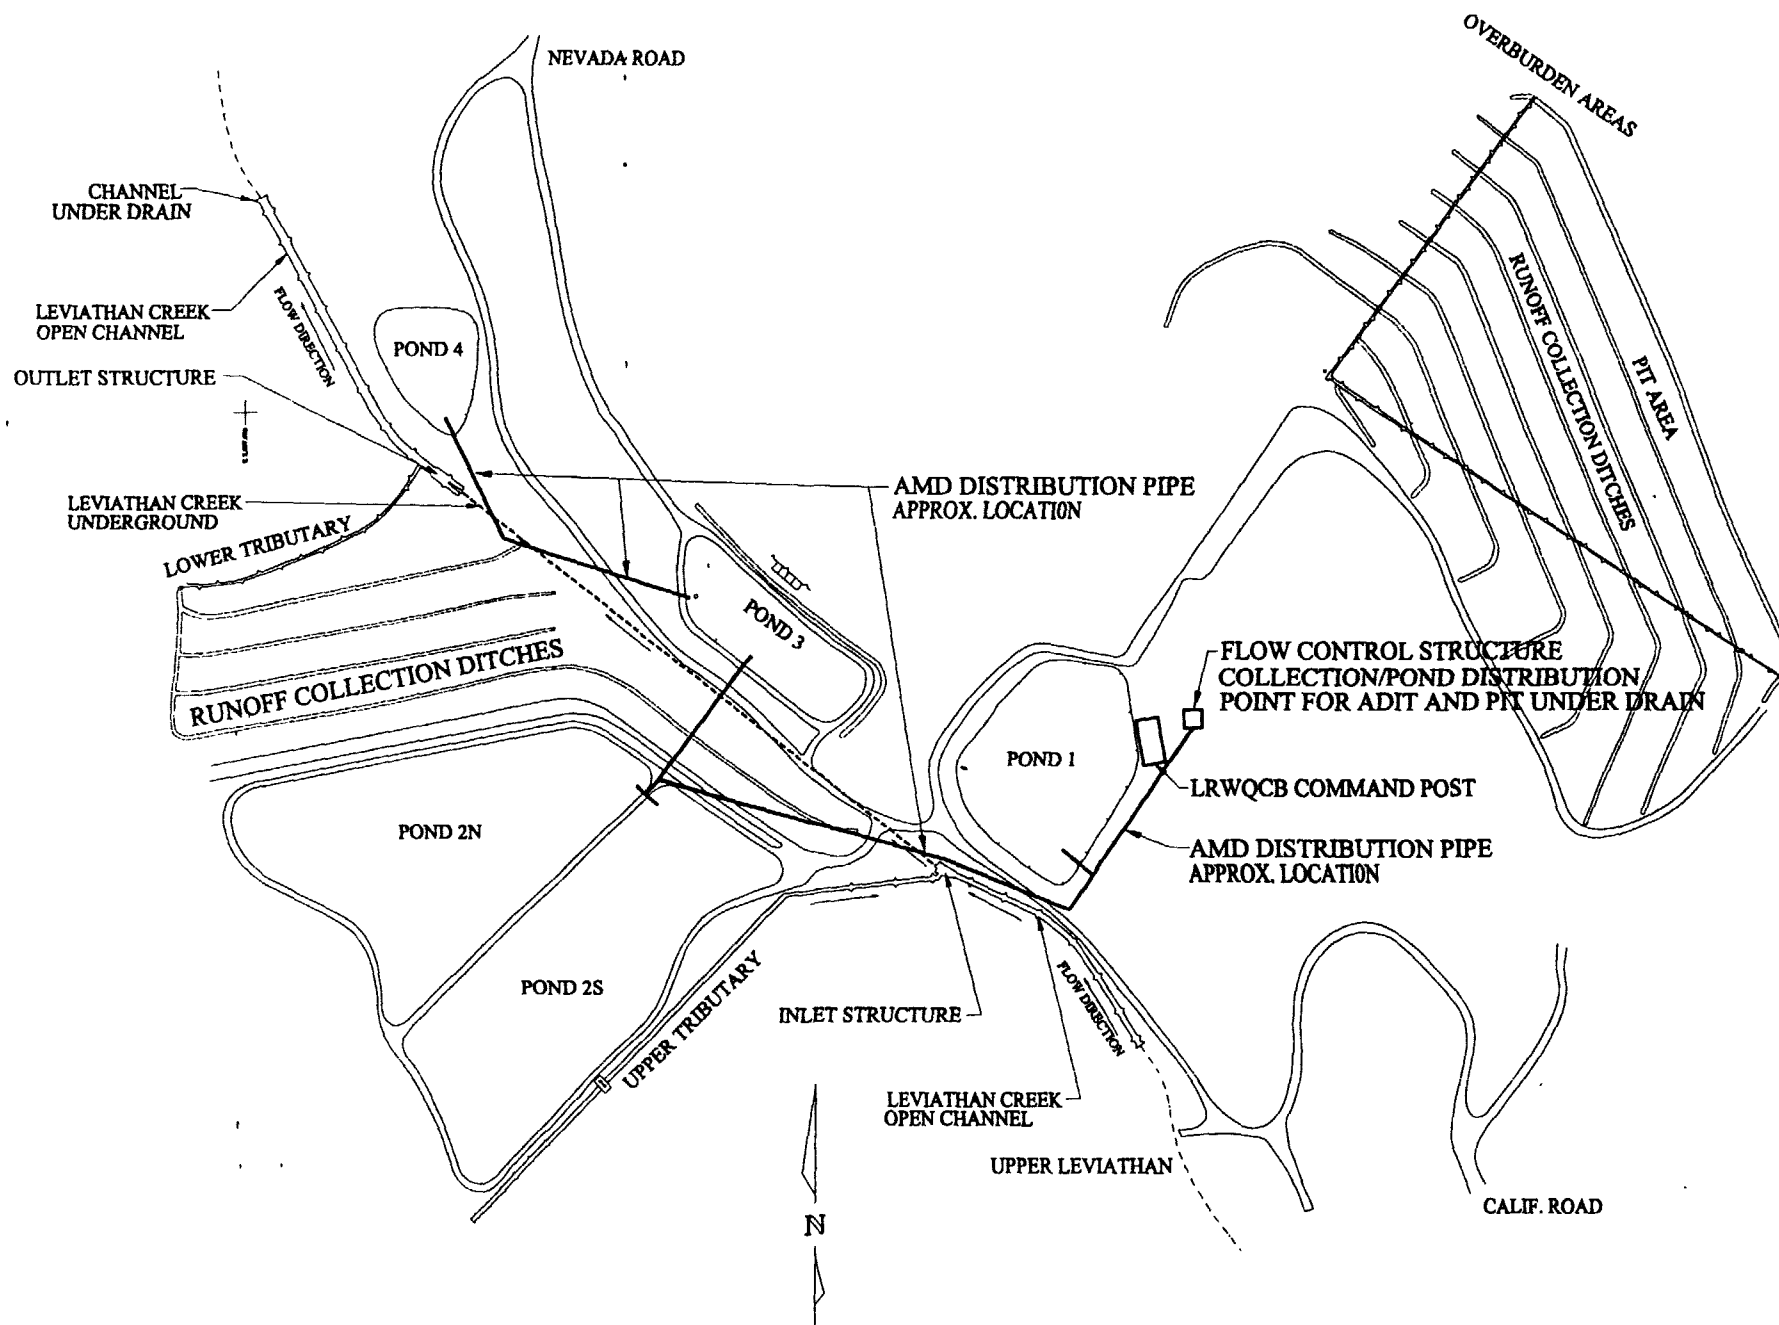 OVERBURDEN AREAS
NEVADA ROAD
CHANNEL
UNDER DRAIN
LEVIATHAN CREEK
OPEN CHANNEL
FLOW DIRECTION
POND 4
OUTLET STRUCTURE
RUNOFF COLLECTION DITCHES
PIT AREA
LEVIATHAN CREEK
UNDERGROUND
AMD DISTRIBUTION PIPE
APPROX. LOCATION
LOWER TRIBUTARY
POND 3
RUNOFF COLLECTION DITCHES
FLOW CONTROL STRUCTURE
COLLECTION/POND DISTRIBUTION
POINT FOR ADIT AND PIT UNDER DRAIN
POND 1
LRWQCB COMMAND POST
POND 2N
AMD DISTRIBUTION PIPE
APPROX. LOCATION
POND 2S
UPPER TRIBUTARY
INLET STRUCTURE
FLOW DIRECTION
LEVIATHAN CREEK
OPEN CHANNEL
UPPER LEVIATHAN
CALIF. ROAD
N